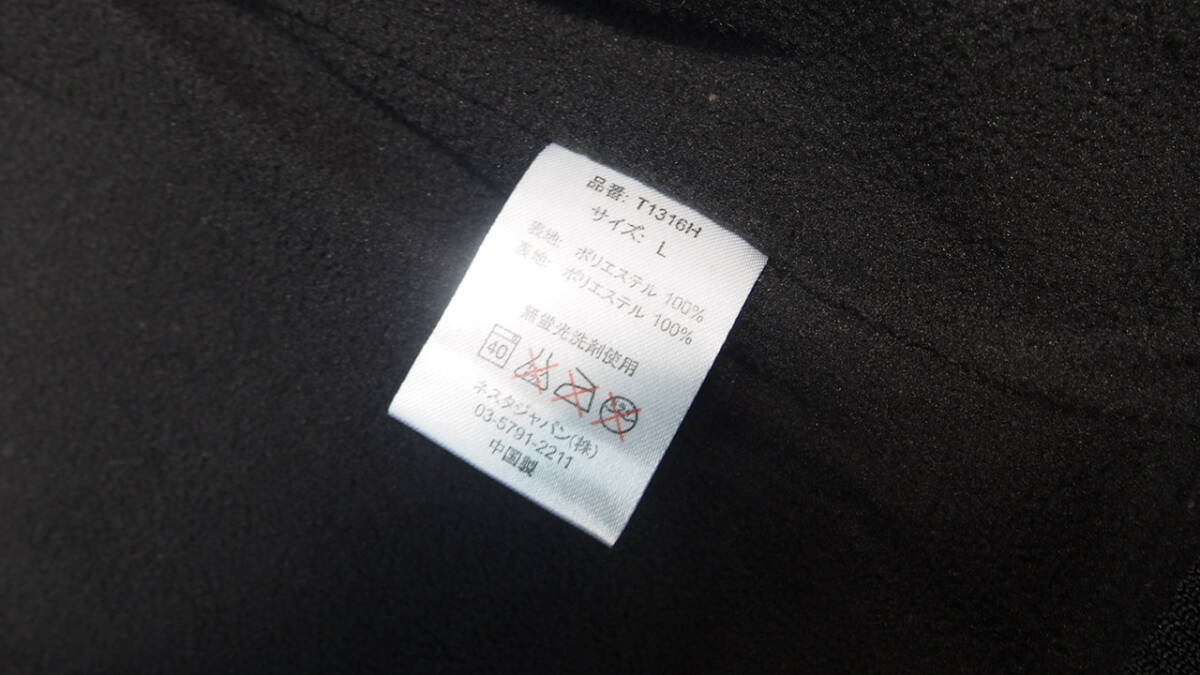 品番: T1316H
サイズ: L
表地: ポリエステル 100%
裏地: ポリエステル 100%
無蛍光洗剤使用
40
ネスタジャパン(株)
03-5791-2211
中国製